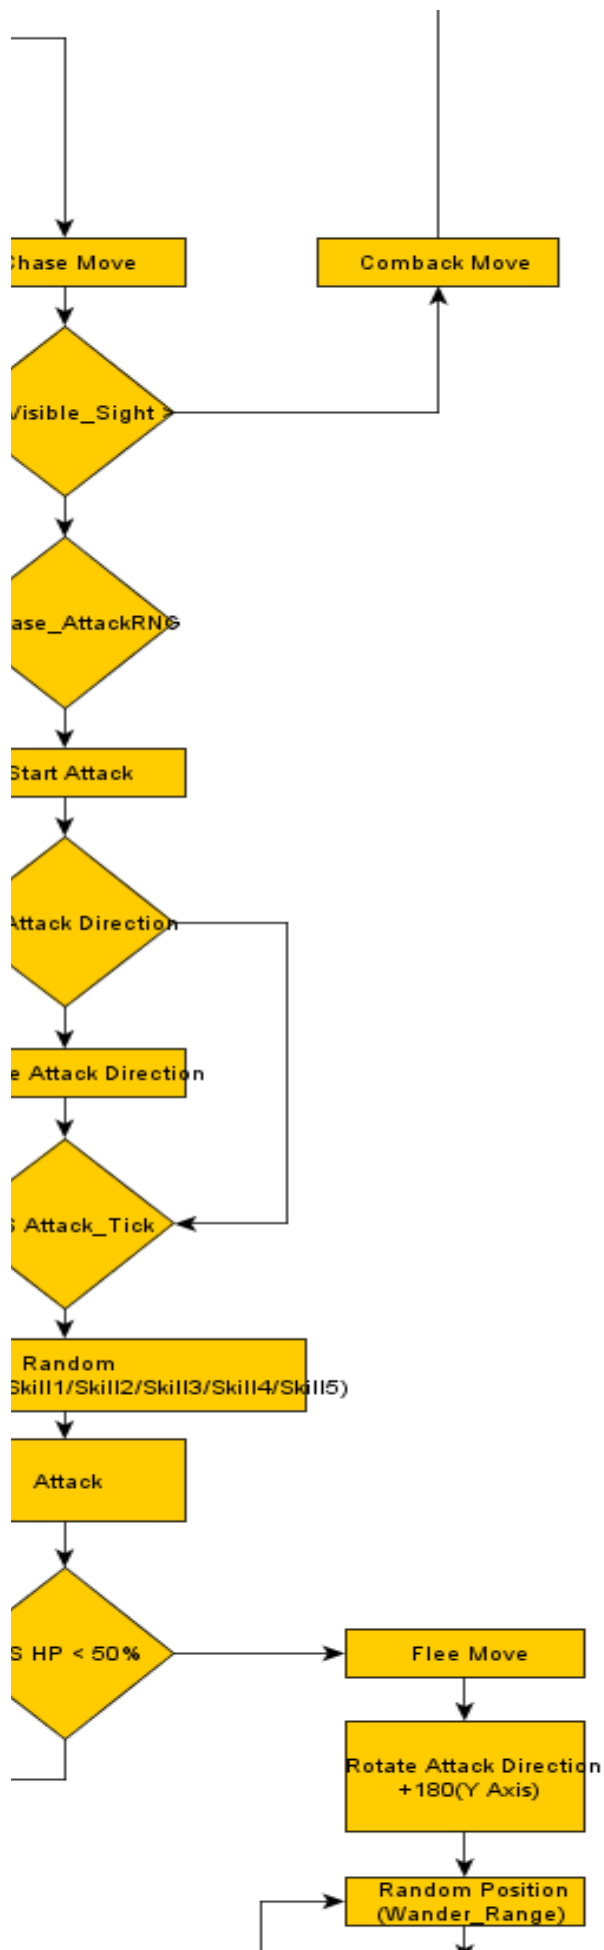 Chase Move
Comback Move
Visible_Sight >
ase_AttackRNG
Start Attack
Attack Direction
e Attack Direction
S Attack_Tick
Random
Skill1/Skill2/Skill3/Skill4/Skill5)
Attack
S HP < 50%
Flee Move
Rotate Attack Direction
+180(Y Axis)
Random Position
(Wander_Range)